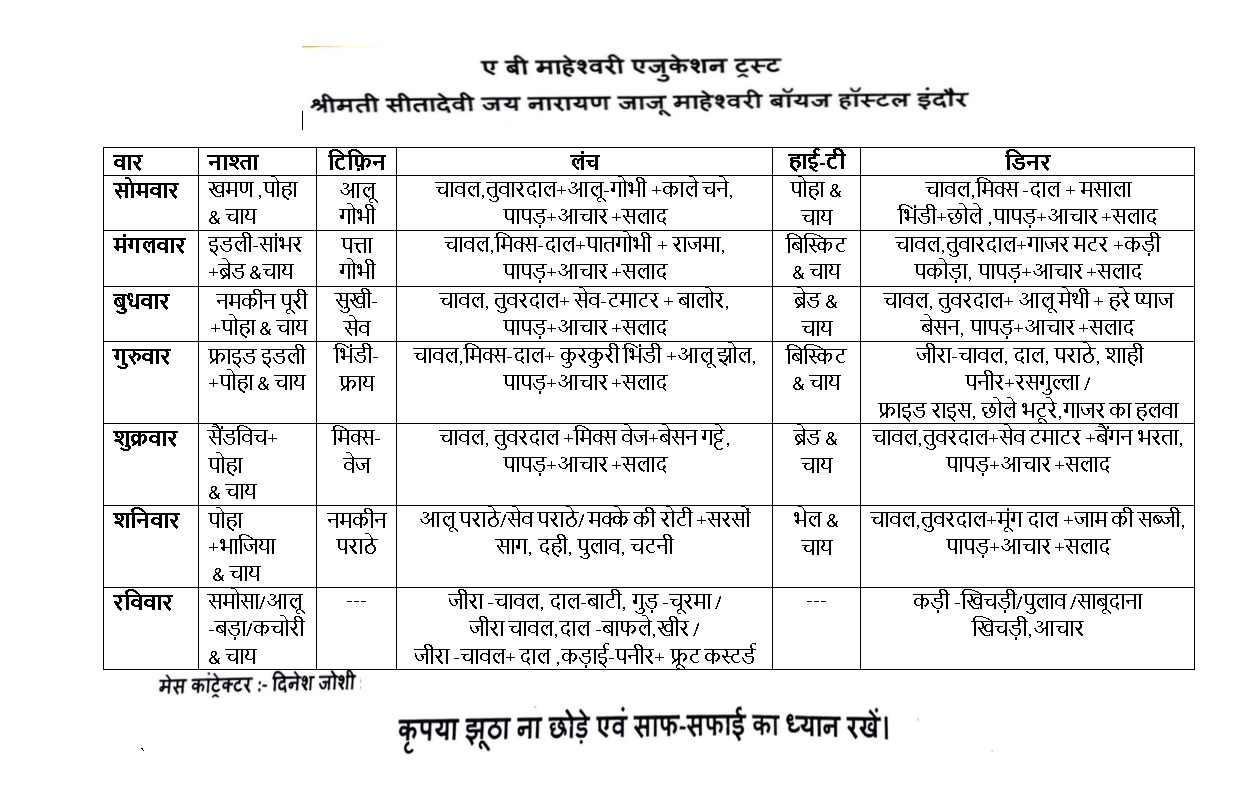 ए बी माहेश्वरी एजुकेशन ट्रस्ट
श्रीमती सीतादेवी जय नारायण जाजू माहेश्वरी बॉयज हॉस्टल इंदौर
वार नाश्ता टिफ़िन लंच हाई-टी डिनर
सोमवार खमण ,पोहा आलू चावल,तुवारदाल+आलू-गोभी +काले चने, पोहा & चावल,मिक्स -दाल + मसाला
& चाय गोभी पापड़+आचार +सलाद चाय भिंडी+छोले ,पापड़+आचार +सलाद
मंगलवार इडली-सांभर पत्ता चावल,मिक्स-दाल+पातगोभी + राजमा, बिस्किट चावल,तुवारदाल+गाजर मटर +कड़ी
+ब्रेड &चाय गोभी पापड़+आचार +सलाद & चाय पकोड़ा, पापड़+आचार +सलाद
बुधवार नमकीन पूरी सुखी- चावल, तुवरदाल+ सेव-टमाटर + बालोर, ब्रेड & चावल, तुवरदाल+ आलू मेथी + हरे प्याज
+पोहा & चाय सेव पापड़+आचार +सलाद चाय बेसन, पापड़+आचार +सलाद
गुरुवार फ्राइड इडली भिंडी- चावल,मिक्स-दाल+ कुरकुरी भिंडी +आलू झोल, बिस्किट जीरा-चावल, दाल, पराठे, शाही
+पोहा & चाय फ्राय पापड़+आचार +सलाद & चाय पनीर+रसगुल्ला /
फ्राइड राइस, छोले भटूरे,गाजर का हलवा
शुक्रवार सैंडविच+ मिक्स- चावल, तुवरदाल +मिक्स वेज+बेसन गट्टे, ब्रेड & चावल,तुवरदाल+सेव टमाटर +बैंगन भरता,
पोहा वेज पापड़+आचार +सलाद चाय पापड़+आचार +सलाद
& चाय
शनिवार पोहा नमकीन आलू पराठे/सेव पराठे/ मक्के की रोटी +सरसों भेल & चावल,तुवरदाल+मूंग दाल +जाम की सब्जी,
+भाजिया पराठे साग, दही, पुलाव, चटनी चाय पापड़+आचार +सलाद
& चाय
रविवार समोसा/आलू --- जीरा -चावल, दाल-बाटी, गुड़ -चूरमा / --- कड़ी -खिचड़ी/पुलाव /साबूदाना
-बड़ा/कचोरी जीरा चावल,दाल -बाफले,खीर / खिचड़ी,आचार
& चाय जीरा -चावल+ दाल ,कड़ाई-पनीर+ फ्रूट कस्टर्ड
मेस कांट्रेक्टर :- दिनेश जोशी
कृपया झूठा ना छोड़े एवं साफ-सफाई का ध्यान रखें।